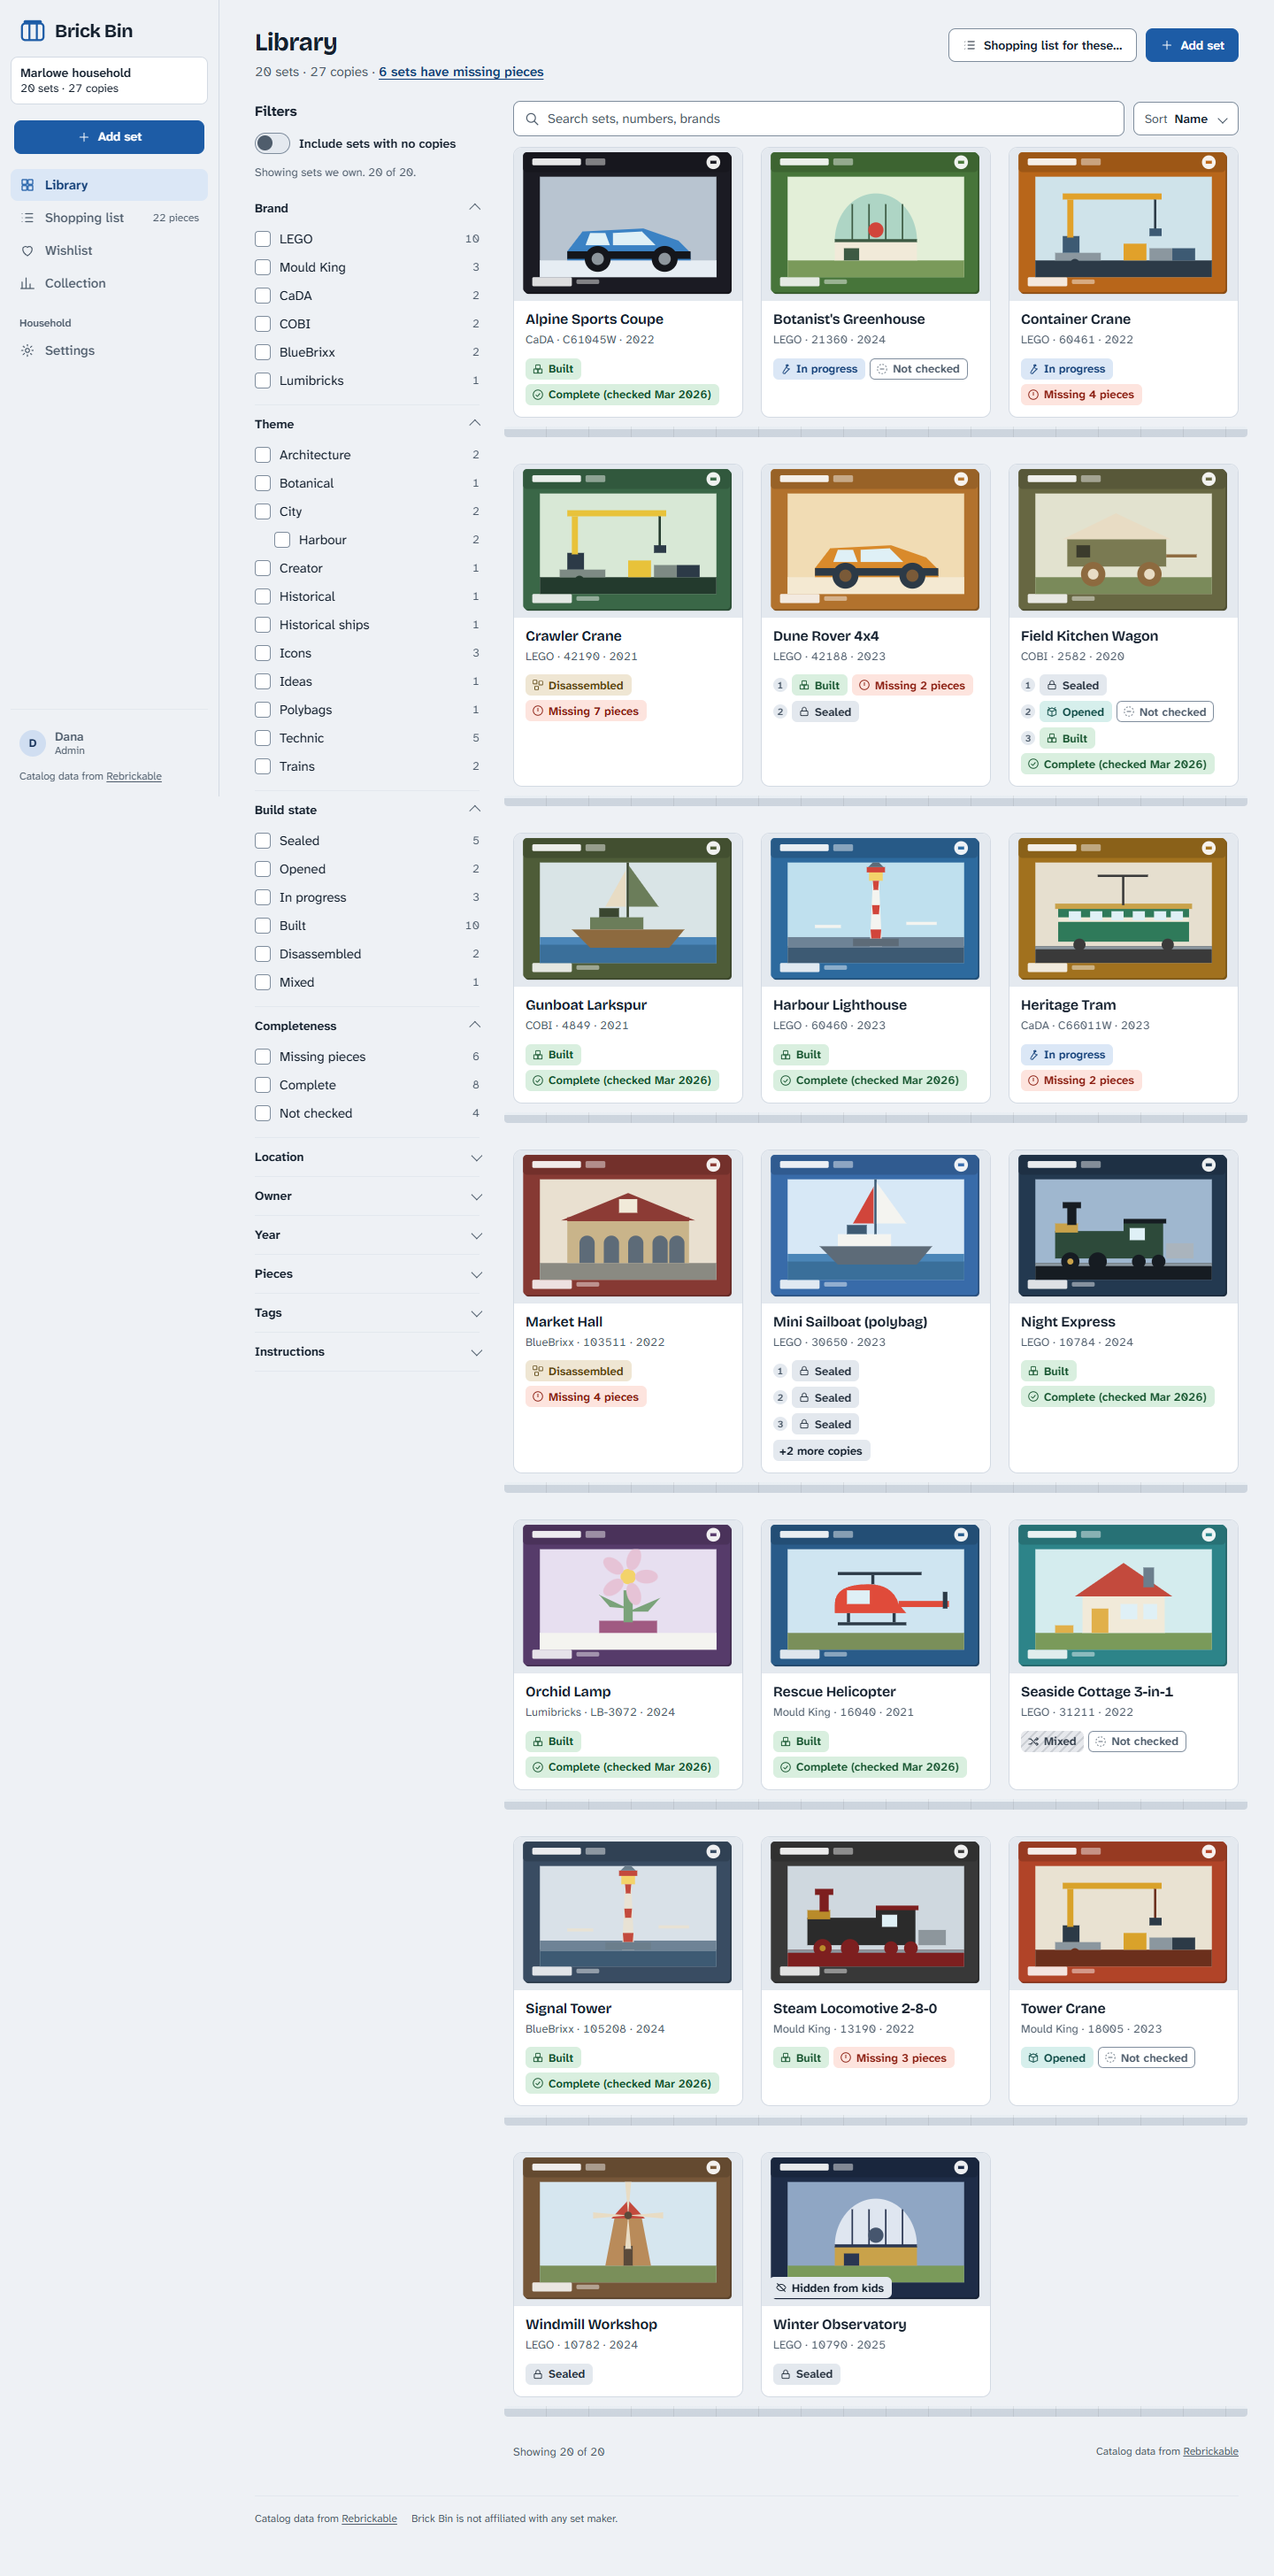 Brick Bin
Marlowe household
20 sets · 27 copies
Add set
Library
Shopping list 22 pieces
Wishlist
Collection
Household
Settings
D
Dana
Admin
Catalog data from Rebrickable
Library
20 sets · 27 copies · 6 sets have missing pieces
Shopping list for these...
Add set
Filters
Include sets with no copies
Showing sets we own. 20 of 20.
Brand
LEGO 10
Mould King 3
CaDA 2
COBI 2
BlueBrixx 2
Lumibricks 1
Theme
Architecture 2
Botanical 1
City 2
Harbour 2
Creator 1
Historical 1
Historical ships 1
Icons 3
Ideas 1
Polybags 1
Technic 5
Trains 2
Build state
Sealed 5
Opened 2
In progress 3
Built 10
Disassembled 2
Mixed 1
Completeness
Missing pieces 6
Complete 8
Not checked 4
Location
Owner
Year
Pieces
Tags
Instructions
Search sets, numbers, brands
Sort Name
Alpine Sports Coupe
CaDA · C61045W · 2022
Built
Complete (checked Mar 2026)
Botanist's Greenhouse
LEGO · 21360 · 2024
In progress Not checked
Container Crane
LEGO · 60461 · 2022
In progress
Missing 4 pieces
Crawler Crane
LEGO · 42190 · 2021
Disassembled
Missing 7 pieces
Dune Rover 4x4
LEGO · 42188 · 2023
1 Built Missing 2 pieces
2 Sealed
Field Kitchen Wagon
COBI · 2582 · 2020
1 Sealed
2 Opened Not checked
3 Built
Complete (checked Mar 2026)
Gunboat Larkspur
COBI · 4849 · 2021
Built
Complete (checked Mar 2026)
Harbour Lighthouse
LEGO · 60460 · 2023
Built
Complete (checked Mar 2026)
Heritage Tram
CaDA · C66011W · 2023
In progress
Missing 2 pieces
Market Hall
BlueBrixx · 103511 · 2022
Disassembled
Missing 4 pieces
Mini Sailboat (polybag)
LEGO · 30650 · 2023
1 Sealed
2 Sealed
3 Sealed
+2 more copies
Night Express
LEGO · 10784 · 2024
Built
Complete (checked Mar 2026)
Orchid Lamp
Lumibricks · LB-3072 · 2024
Built
Complete (checked Mar 2026)
Rescue Helicopter
Mould King · 16040 · 2021
Built
Complete (checked Mar 2026)
Seaside Cottage 3-in-1
LEGO · 31211 · 2022
Mixed Not checked
Signal Tower
BlueBrixx · 105208 · 2024
Built
Complete (checked Mar 2026)
Steam Locomotive 2-8-0
Mould King · 13190 · 2022
Built Missing 3 pieces
Tower Crane
Mould King · 18005 · 2023
Opened Not checked
Windmill Workshop
LEGO · 10782 · 2024
Sealed
Hidden from kids
Winter Observatory
LEGO · 10790 · 2025
Sealed
Showing 20 of 20
Catalog data from Rebrickable
Catalog data from Rebrickable Brick Bin is not affiliated with any set maker.